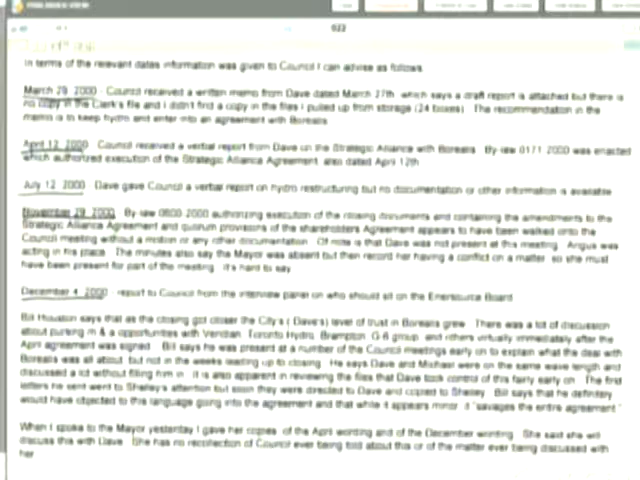 022
In terms of the relevant dates information was given to Council I can advise as follows
March 29, 2000 Council received a written memo from Dave dated March 27th which says a draft report is attached but there is
no copy in the Clerk's file and I didn't find a copy in the files I pulled up from storage (24 boxes) The recommendation in the
memo is to keep hydro and enter into an agreement with Borealis
April 12, 2000 Council received a verbal report from Dave on the Strategic Alliance with Borealis By-law 0171 2000 was enacted
which authorized execution of the Strategic Alliance Agreement also dated April 12th
July 12, 2000 Dave gave Council a verbal report on hydro restructuring but no documentation or other information is available
November 29, 2000 By-law 0600 2000 authorizing execution of the closing documents and containing the amendments to the
Strategic Alliance Agreement and quorum provisions of the shareholders Agreement appears to have been walked onto the
Council meeting without a motion or any other documentation Of note is that Dave was not present at this meeting Angus was
acting in his place The minutes also say the Mayor was absent but then record her having a conflict on a matter so she must
have been present for part of the meeting it's hard to say
December 4, 2000 report to Council from the interview panel on who should sit on the Enersource Board
Bill Houston says that as the closing got closer the City's (Dave's) level of trust in Borealis grew There was a lot of discussion
about opportunities with Veridian Toronto Hydro Brampton G-6 group and others virtually immediately after the
April agreement was signed Bill says he was present at a number of the Council meetings early on to explain what the deal with
Borealis was all about but not in the weeks leading up to closing He says Dave and Michael were on the same wave length and
discussed a lot without filling him in it is also apparent in reviewing the files that Dave took control of this fairly early on The first
letters he sent went to Shelley's attention but soon they were directed to Dave and copied to Shelley Bill says that he definitely
would have objected to this language going into the agreement and that while it appears minor it "savages the entire agreement"
When I spoke to the Mayor yesterday I gave her copies of the April wording and of the December wording She said she will
discuss this with Dave She has no recollection of Council ever being told about this or of the matter ever being discussed with
her